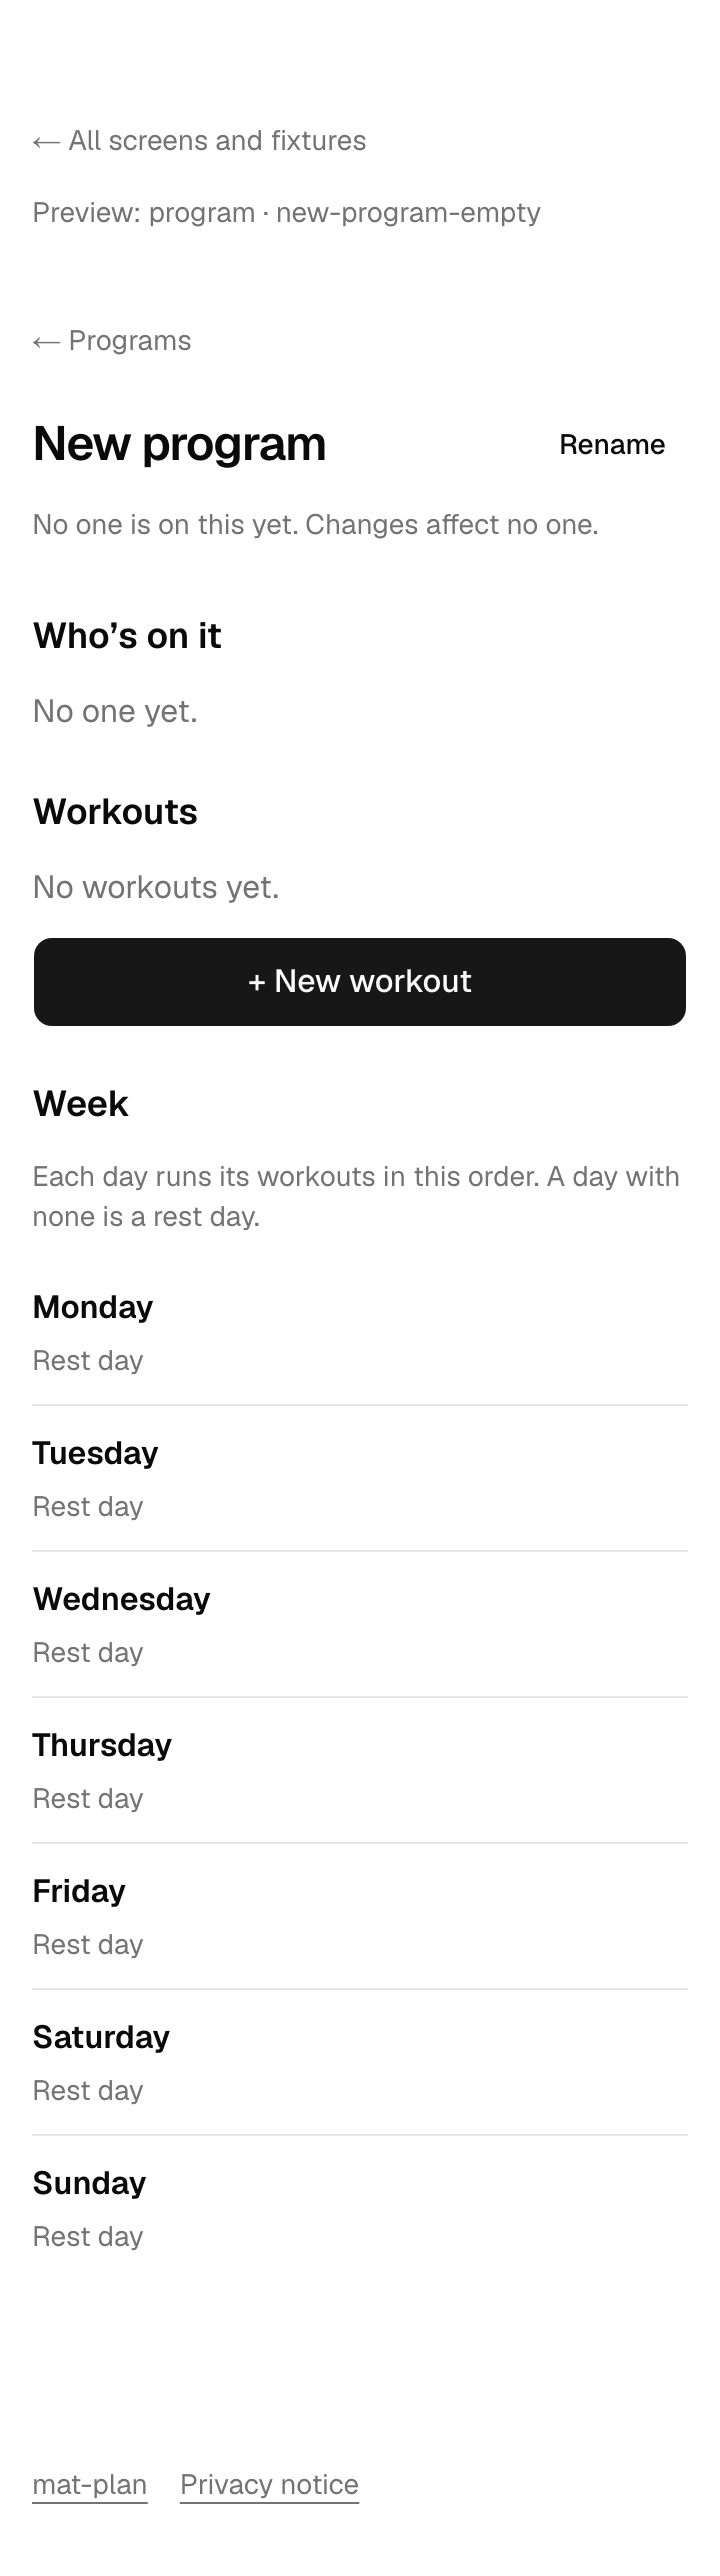 ← All screens and fixtures
Preview: program · new-program-empty
← Programs
New program
Rename
No one is on this yet. Changes affect no one.
Who’s on it
No one yet.
Workouts
No workouts yet.
+ New workout
Week
Each day runs its workouts in this order. A day with
none is a rest day.
Monday
Rest day
Tuesday
Rest day
Wednesday
Rest day
Thursday
Rest day
Friday
Rest day
Saturday
Rest day
Sunday
Rest day
mat-plan Privacy notice